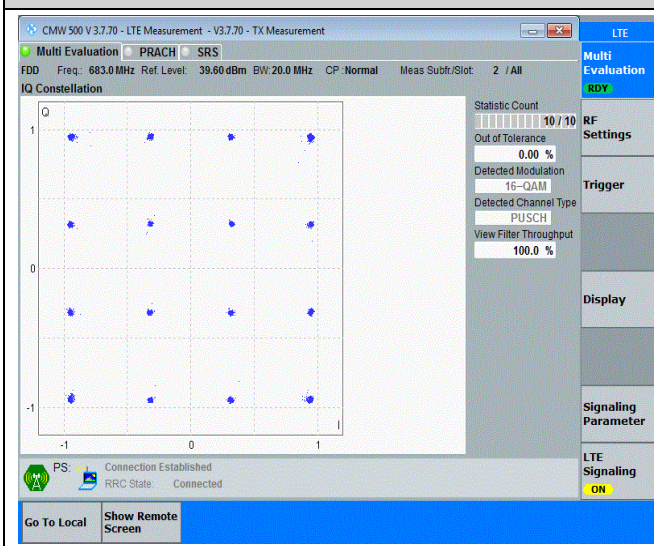 CMW 500 V 3.7.70 - LTE Measurement - V3.7.70 - TX Measurement
LTE
Multi Evaluation PRACH SRS
Multi
Evaluation
RDY
FDD Freq.: 683.0 MHz Ref. Level: 39.60 dBm BW: 20.0 MHz CP : Normal Meas Subfr./Slot: 2 / All
IQ Constellation
Q
1
0
-1
I
-1 0 1
Statistic Count
10 / 10
Out of Tolerance
0.00 %
Detected Modulation
16-QAM
Detected Channel Type
PUSCH
View Filter Throughput
100.0 %
RF
Settings
Trigger
Display
Signaling
Parameter
LTE
Signaling
ON
PS: Connection Established
RRC State: Connected
Go To Local
Show Remote
Screen